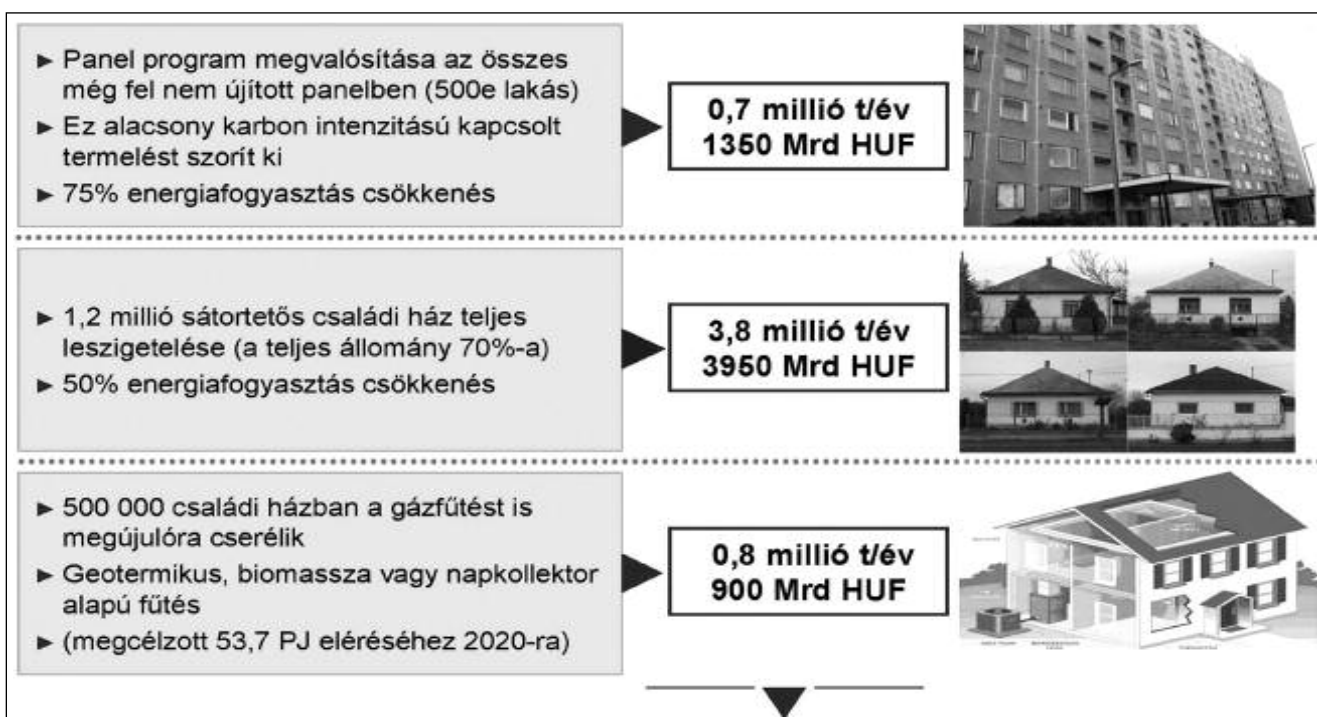 ► Panel program megvalósítása az összes
még fel nem újított panelben (500e lakás)
► Ez alacsony karbon intenzitású kapcsolt
termelést szorít ki
► 75% energiafogyasztás csökkenés
0,7 millió t/év
1350 Mrd HUF
► 1,2 millió sátortetős családi ház teljes
leszigetelése (a teljes állomány 70%-a)
► 50% energiafogyasztás csökkenés
3,8 millió t/év
3950 Mrd HUF
► 500 000 családi házban a gázfűtést is
megújulóra cserélik
► Geotermikus, biomassza vagy napkollektor
alapú fűtés
► (megcélzott 53,7 PJ eléréséhez 2020-ra)
0,8 millió t/év
900 Mrd HUF